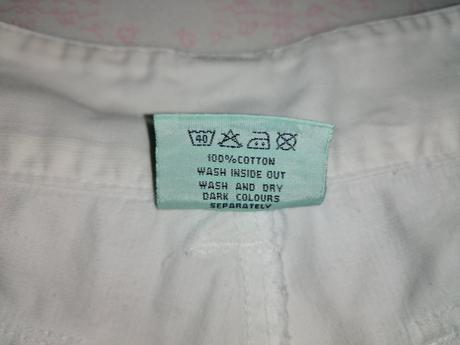 40
100%COTTON
WASH INSIDE OUT
WASH AND DRY
DARK COLOURS
SEPARATELY